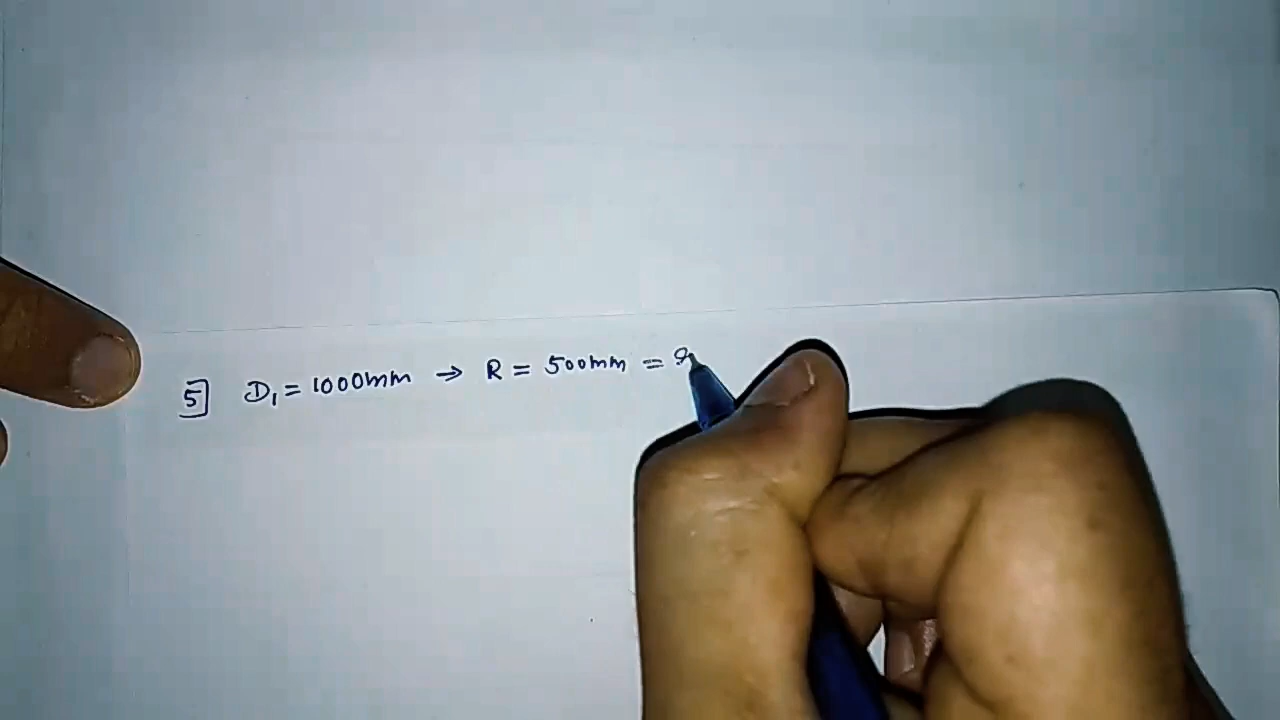 5] D₁ = 1000mm → R = 500mm =